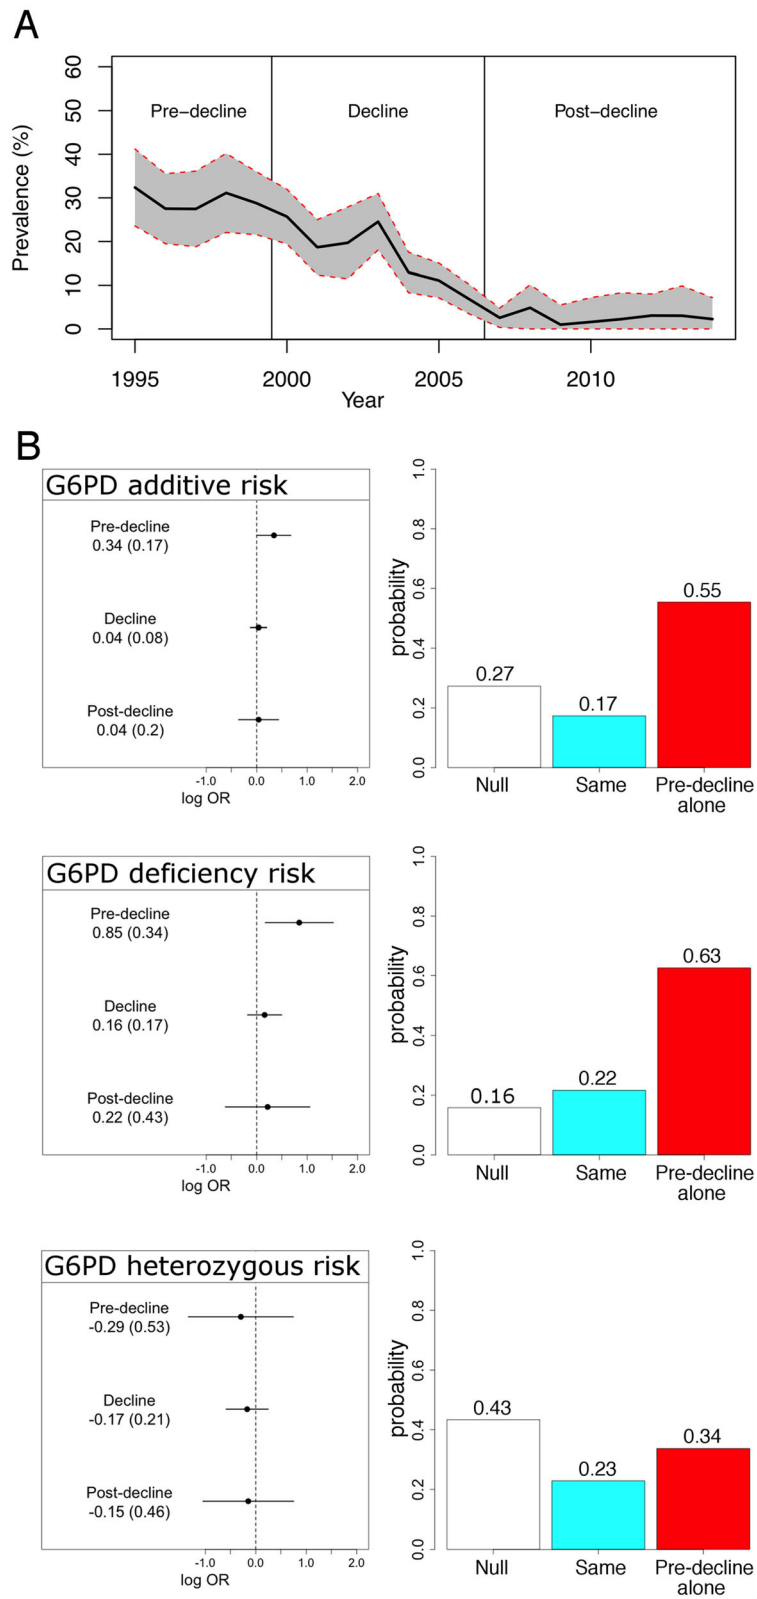 A
Prevalence (%)
60
50
40
30
20
10
0
Pre–decline
Decline
Post–decline
1995
2000
2005
2010
Year
B
G6PD additive risk
Pre-decline
0.34 (0.17)
Decline
0.04 (0.08)
Post-decline
0.04 (0.2)
-1.0
0.0
1.0
2.0
log OR
probability
1.0
0.8
0.6
0.4
0.2
0.0
0.27
0.17
0.55
Null
Same
Pre-decline
alone
G6PD deficiency risk
Pre-decline
0.85 (0.34)
Decline
0.16 (0.17)
Post-decline
0.22 (0.43)
-1.0
0.0
1.0
2.0
log OR
probability
1.0
0.8
0.6
0.4
0.2
0.0
0.16
0.22
0.63
Null
Same
Pre-decline
alone
G6PD heterozygous risk
Pre-decline
-0.29 (0.53)
Decline
-0.17 (0.21)
Post-decline
-0.15 (0.46)
-1.0
0.0
1.0
2.0
log OR
probability
1.0
0.8
0.6
0.4
0.2
0.0
0.43
0.23
0.34
Null
Same
Pre-decline
alone